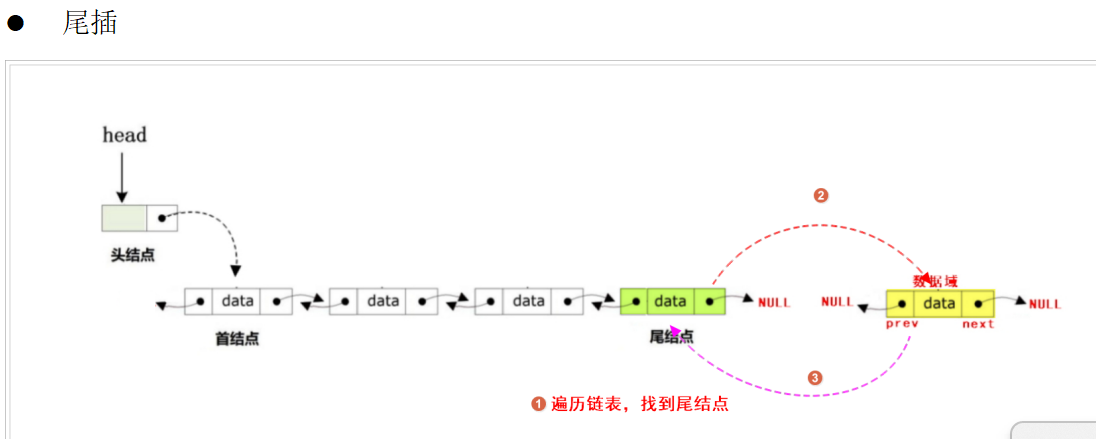 ● 尾插
head
头结点
❷
数据域
data data data data NULL NULL data NULL
prev next
首结点
尾结点
❸
❶ 遍历链表，找到尾结点